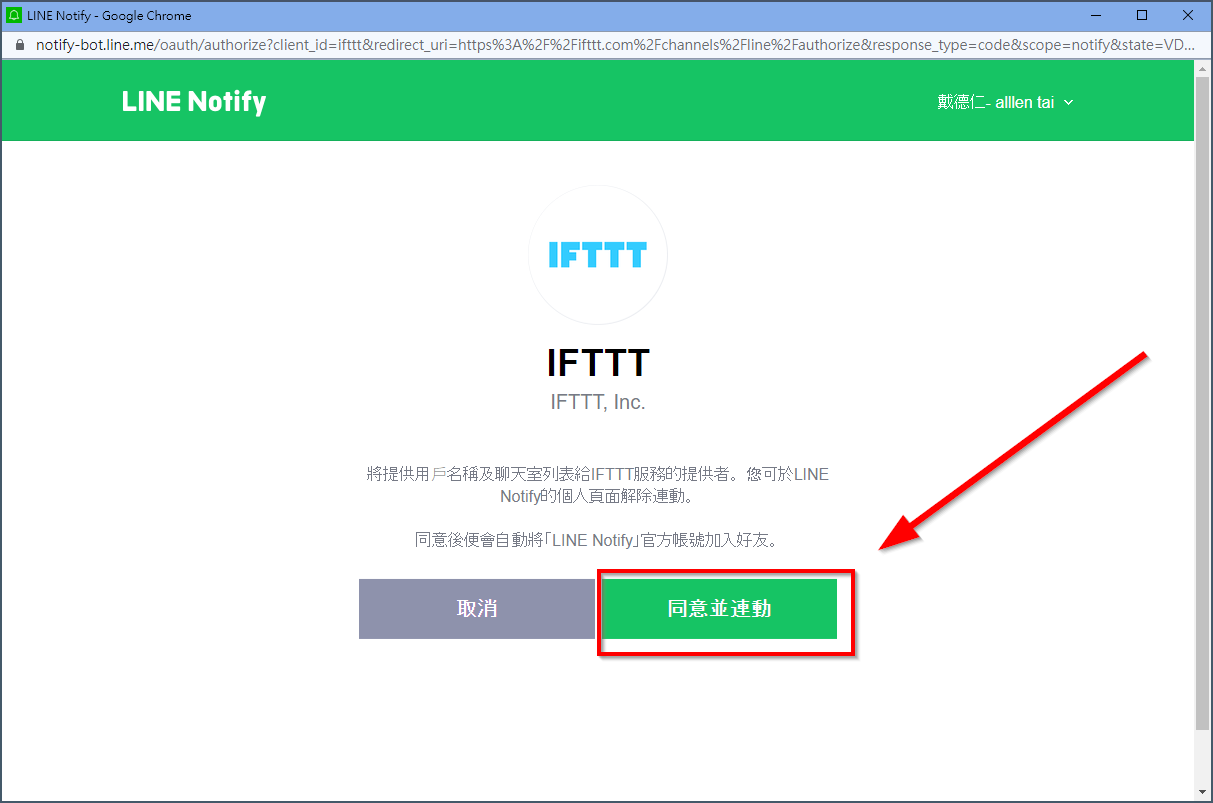 LINE Notify - Google Chrome
notify-bot.line.me/oauth/authorize?client_id=ifttt&redirect_uri=https%3A%2F%2Fifttt.com%2Fchannels%2Fline%2Fauthorize&response_type=code&scope=notify&state=VD...
LINE Notify
戴德仁- alllen tai
IFTTT
IFTTT
IFTTT, Inc.
將提供用戶名稱及聊天室列表給IFTTT服務的提供者。您可於LINE
Notify的個人頁面解除連動。
同意後便會自動將「LINE Notify」官方帳號加入好友。
取消
同意並連動